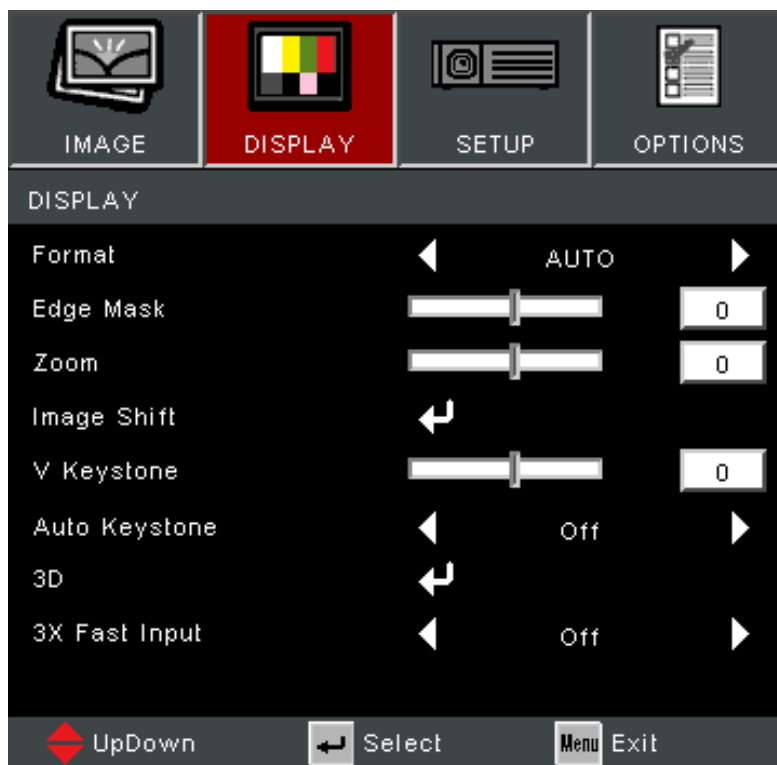 IMAGE DISPLAY SETUP OPTIONS
DISPLAY
Format AUTO
Edge Mask 0
Zoom 0
Image Shift
V Keystone 0
Auto Keystone Off
3D
3X Fast Input Off
UpDown Select Menu Exit